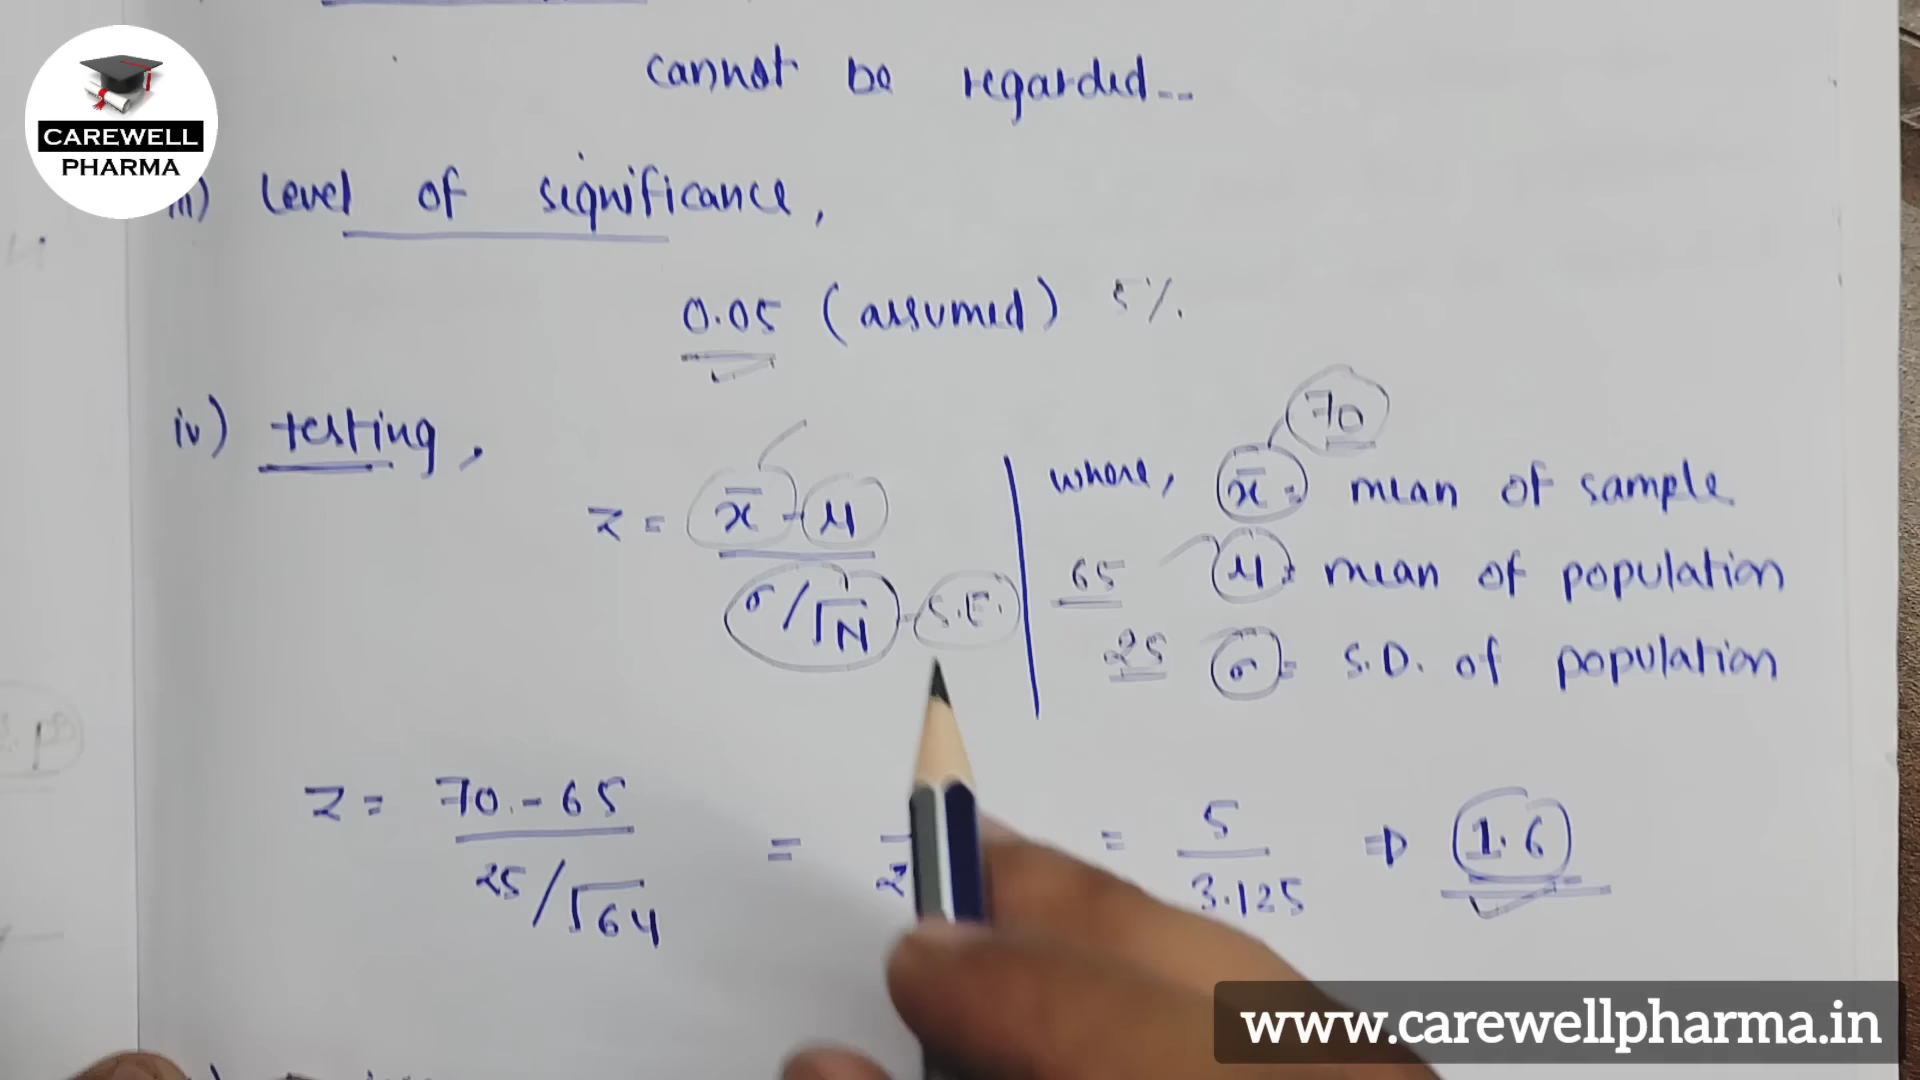 cannot be regarded--
CAREWELL
PHARMA
iii) Level of significance,
0.05 (assumed) 5%.
iv) testing,
z = x̄ - μ
σ/√N = S.E.
where, x̄ = mean of sample
70
65 μ = mean of population
25 σ = S.D. of population
z = 70 - 65 = = 5 ⇒ 1.6
25/√64 3.125
www.carewellpharma.in